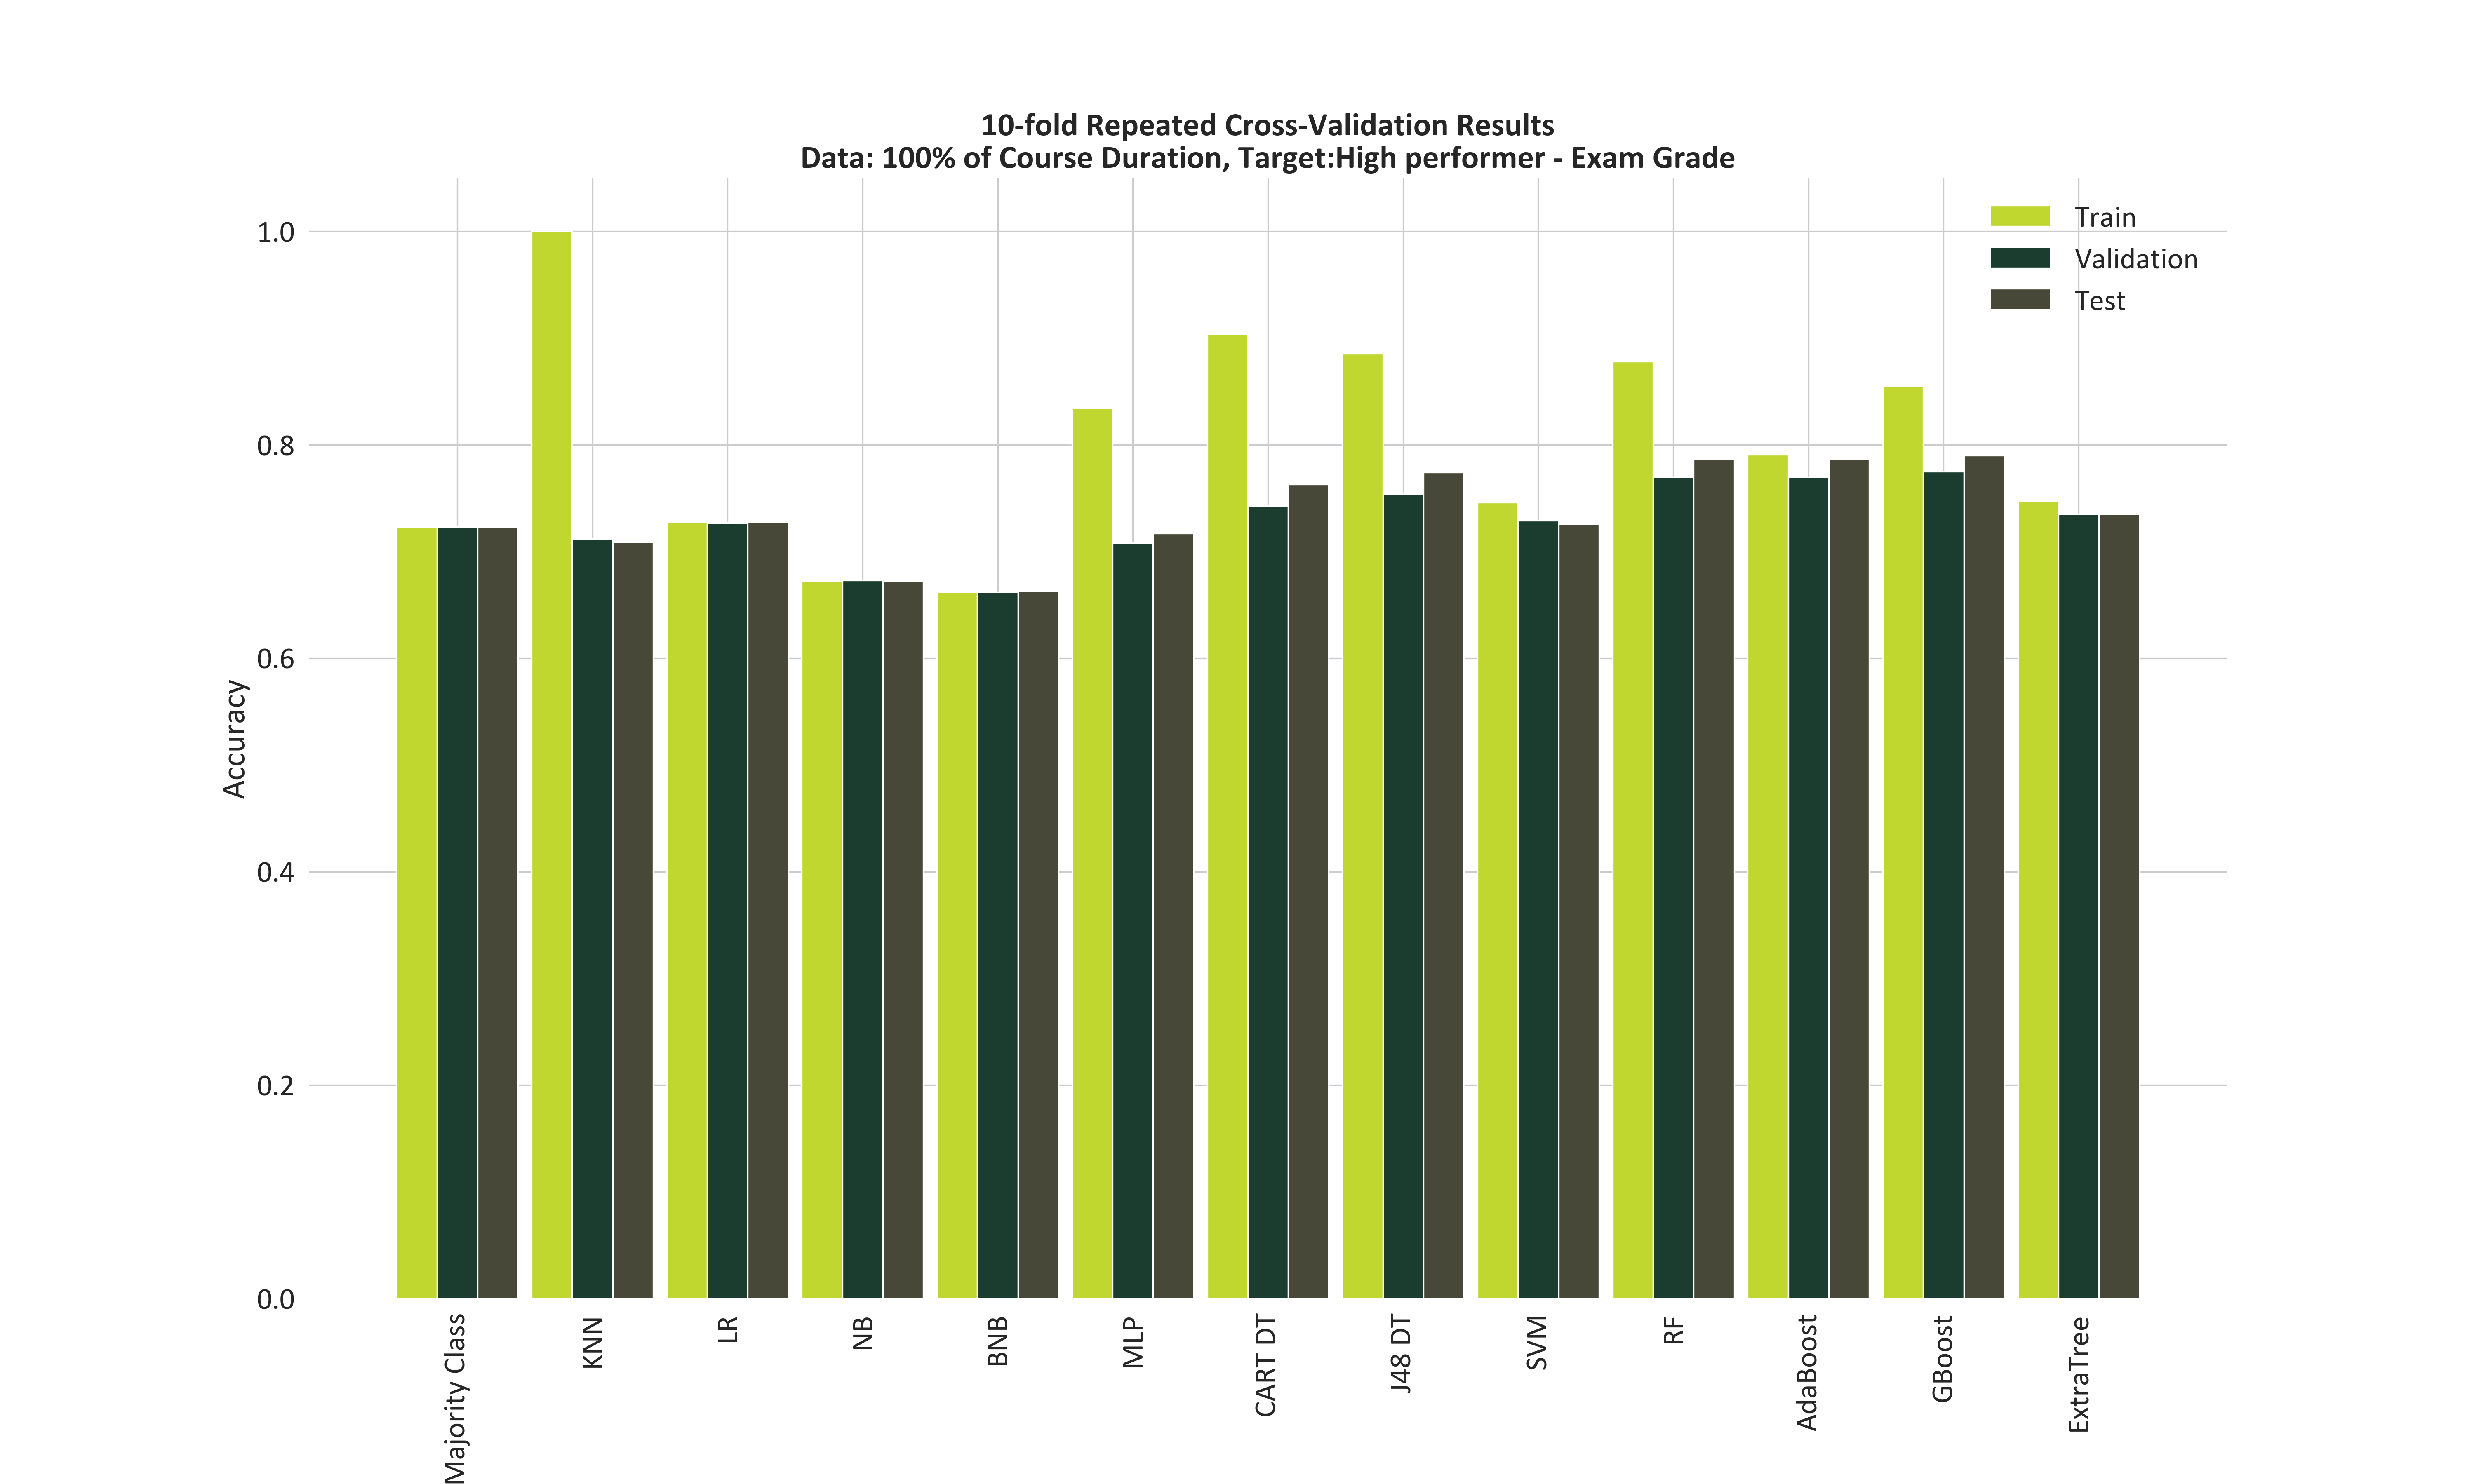 10-fold Repeated Cross-Validation Results
Data: 100% of Course Duration, Target:High performer - Exam Grade
Train
Validation
Test
1.0
0.8
0.6
0.4
0.2
0.0
Accuracy
Majority Class
KNN
LR
NB
BNB
MLP
CART DT
J48 DT
SVM
RF
AdaBoost
GBoost
ExtraTree